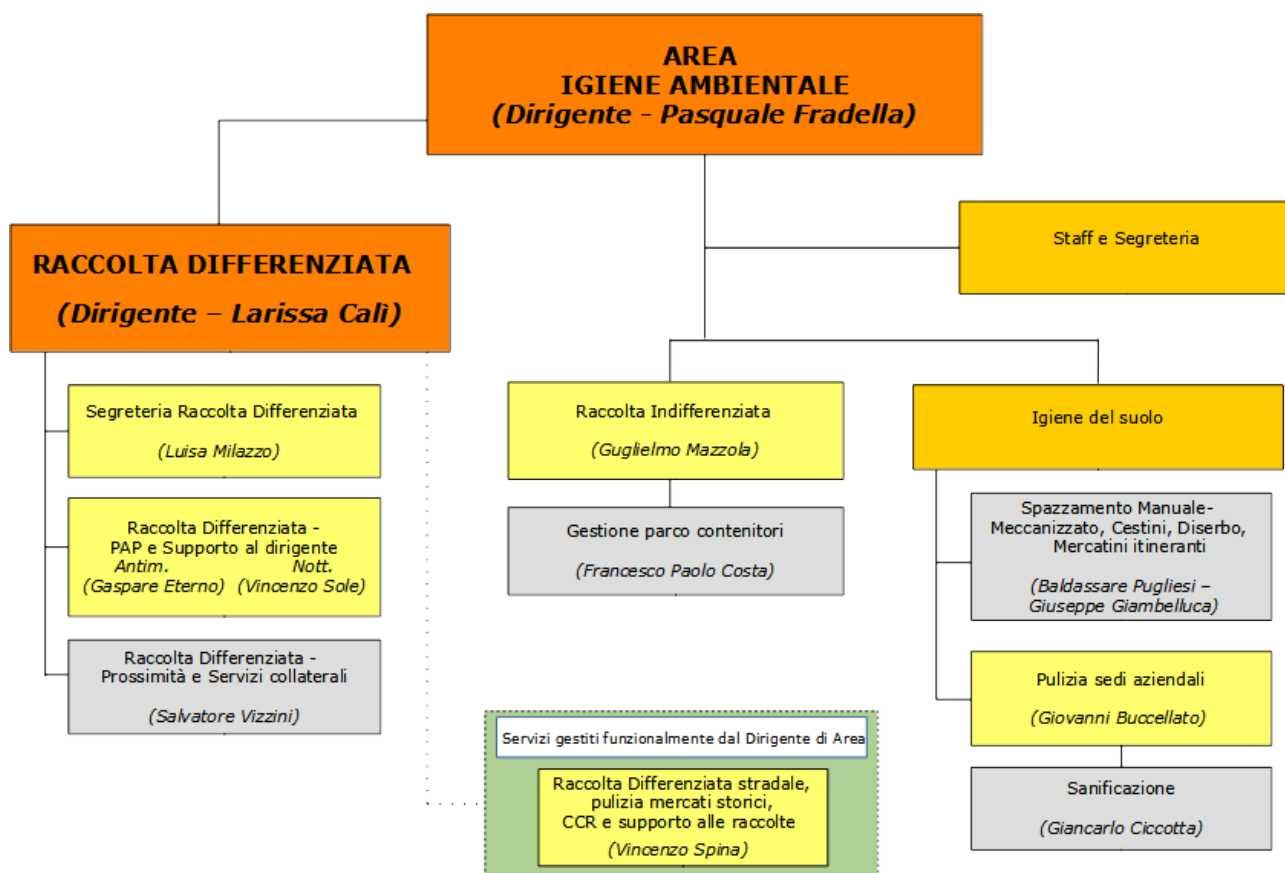 AREA
IGIENE AMBIENTALE
(Dirigente - Pasquale Fradella)
Staff e Segreteria
RACCOLTA DIFFERENZIATA
(Dirigente – Larissa Calì)
Segreteria Raccolta Differenziata
(Luisa Milazzo)
Raccolta Differenziata -
PAP e Supporto al dirigente
Antim. Nott.
(Gaspare Eterno) (Vincenzo Sole)
Raccolta Differenziata -
Prossimità e Servizi collaterali
(Salvatore Vizzini)
Raccolta Indifferenziata
(Guglielmo Mazzola)
Gestione parco contenitori
(Francesco Paolo Costa)
Igiene del suolo
Spazzamento Manuale-
Meccanizzato, Cestini, Diserbo,
Mercatini itineranti
(Baldassare Pugliesi –
Giuseppe Giambelluca)
Pulizia sedi aziendali
(Giovanni Buccellato)
Sanificazione
(Giancarlo Ciccotta)
Servizi gestiti funzionalmente dal Dirigente di Area
Raccolta Differenziata stradale,
pulizia mercati storici,
CCR e supporto alle raccolte
(Vincenzo Spina)